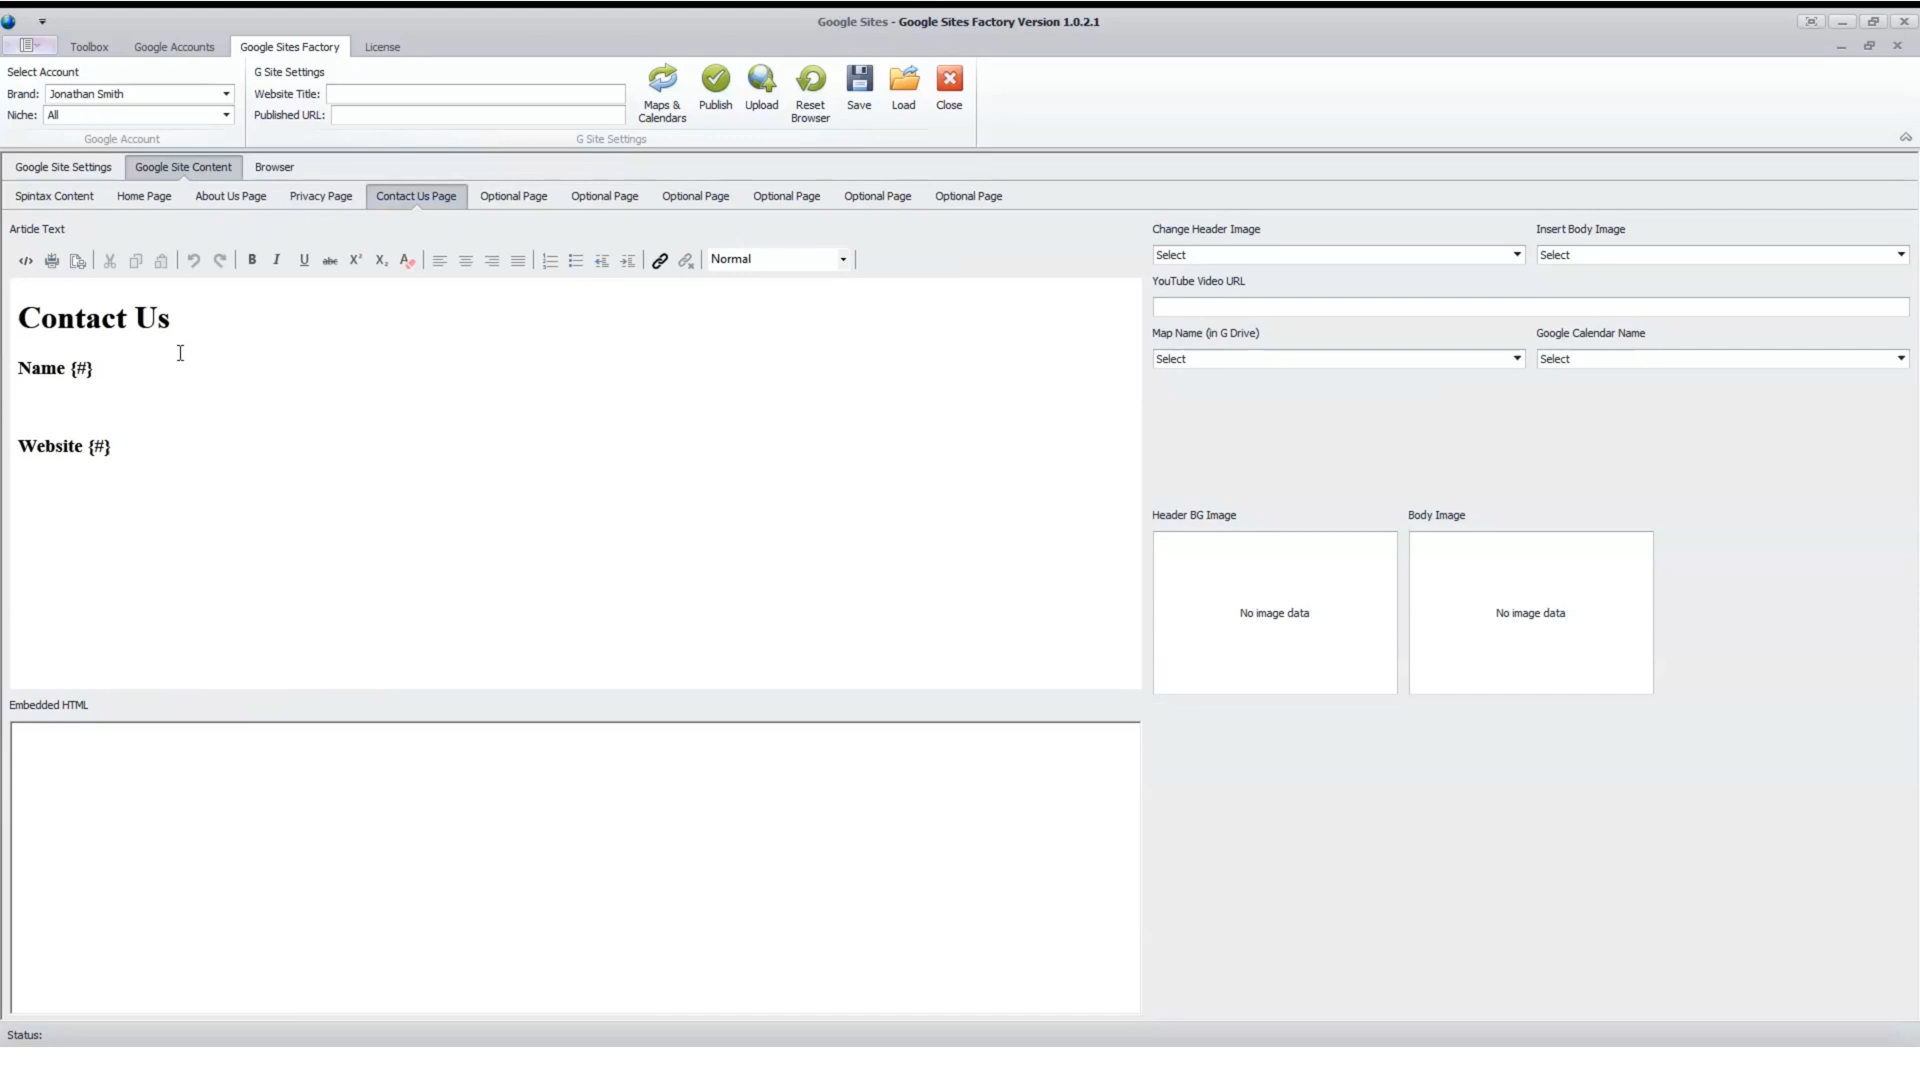 Google Sites - Google Sites Factory Version 1.0.2.1
Toolbox Google Accounts Google Sites Factory License
Select Account
Brand: Jonathan Smith
Niche: All
Google Account
G Site Settings
Website Title:
Published URL:
Maps & Calendars
Publish
Upload
Reset Browser
Save
Load
Close
G Site Settings
Google Site Settings Google Site Content Browser
Spintax Content Home Page About Us Page Privacy Page Contact Us Page Optional Page Optional Page Optional Page Optional Page Optional Page Optional Page
Article Text
</> B I U abc X² X₂ A Normal
Contact Us
Name {#}
Website {#}
Embedded HTML
Change Header Image
Select
Insert Body Image
Select
YouTube Video URL
Map Name (in G Drive)
Select
Google Calendar Name
Select
Header BG Image
No image data
Body Image
No image data
Status: